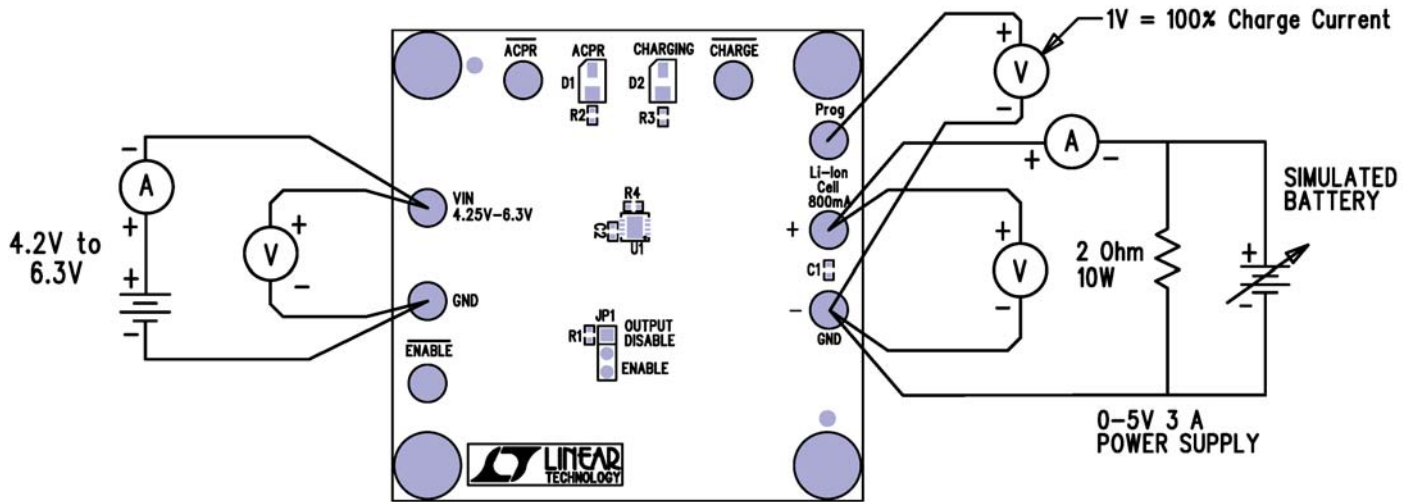 1V = 100% Charge Current
+
V
−
ACPR
ACPR
CHARGING
CHARGE
D1
D2
R2
R3
Prog
Li-Ion
Cell
800mA
+
A
−
−
A
+
VIN
4.25V-6.3V
4.2V to
6.3V
+
−
+
V
−
GND
R4
C2
U1
+
C1
−
GND
+
V
−
2 Ohm
10W
SIMULATED
BATTERY
+
−
ENABLE
JP1
R1
OUTPUT
DISABLE
ENABLE
0-5V 3 A
POWER SUPPLY
LT LINEAR
TECHNOLOGY